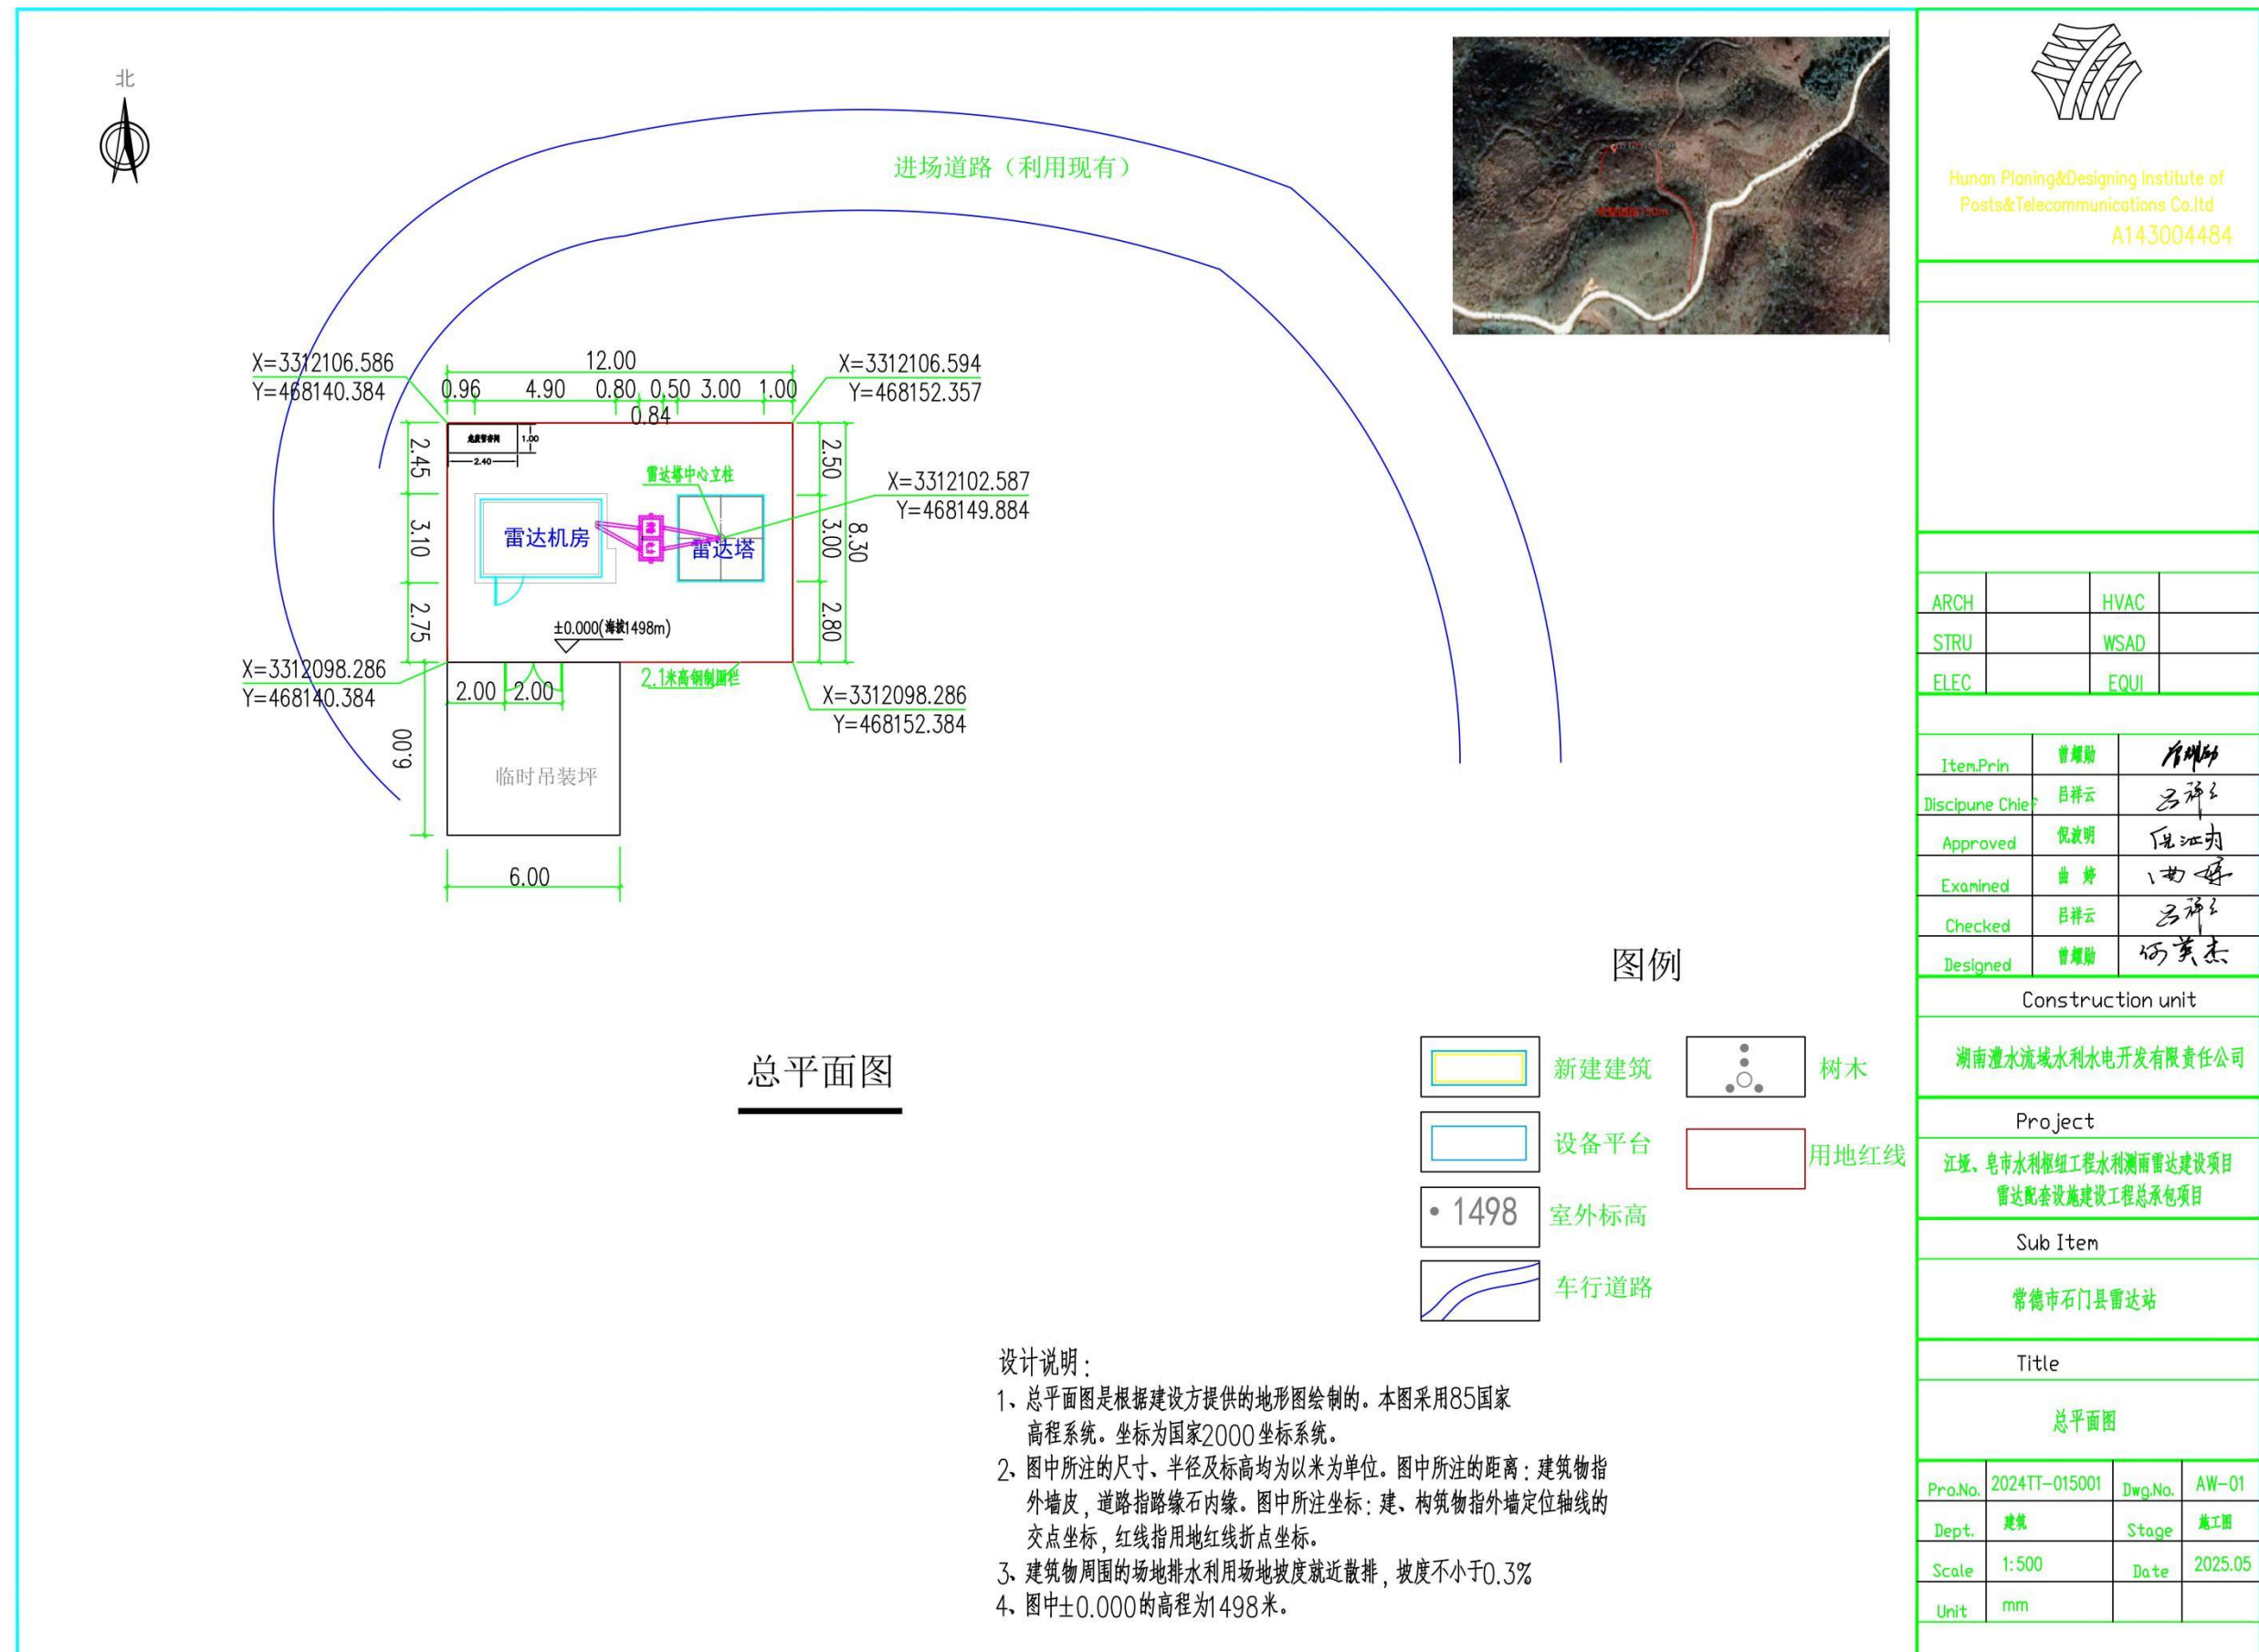 北
进场道路（利用现有）
X=3312106.586
Y=468140.384
12.00
X=3312106.594
Y=468152.357
0.96
4.90
0.80
0.50
3.00
1.00
0.84
2.45
3.10
2.75
1.00
2.40
雷达塔中心立柱
2.50
3.00
2.80
8.30
X=3312102.587
Y=468149.884
雷达机房
雷达塔
±0.000(海拔1498m)
X=3312098.286
Y=468140.384
2.00
2.00
2.1米高钢制围栏
X=3312098.286
Y=468152.384
6.00
临时吊装坪
6.00
总平面图
图例
新建建筑
树木
设备平台
用地红线
1498
室外标高
车行道路
设计说明：
1、总平面图是根据建设方提供的地形图绘制的。本图采用85国家
高程系统。坐标为国家2000坐标系统。
2、图中所注的尺寸、半径及标高均为以米为单位。图中所注的距离：建筑物指
外墙皮，道路指路缘石内缘。图中所注坐标：建、构筑物指外墙定位轴线的
交点坐标，红线指用地红线折点坐标。
3、建筑物周围的场地排水利用场地坡度就近散排，坡度不小于0.3%
4、图中±0.000的高程为1498米。
Hunan Planing&Designing Institute of
Posts&Telecommunications Co.ltd
A143004484
ARCH
HVAC
STRU
WSAD
ELEC
EQUI
Item.Prin
曾耀勋
Discipune Chief
吕祥云
吕祥云
Approved
倪波明
Examined
曲 婷
曲婷
Checked
吕祥云
吕祥云
Designed
曾耀勋
何英杰
Construction unit
湖南澧水流域水利水电开发有限责任公司
Project
江垭、皂市水利枢纽工程水利测雨雷达建设项目
雷达配套设施建设工程总承包项目
Sub Item
常德市石门县雷达站
Title
总平面图
Pro.No.
2024TT-015001
Dwg.No.
AW-01
Dept.
建筑
Stage
施工图
Scale
1:500
Date
2025.05
Unit
mm